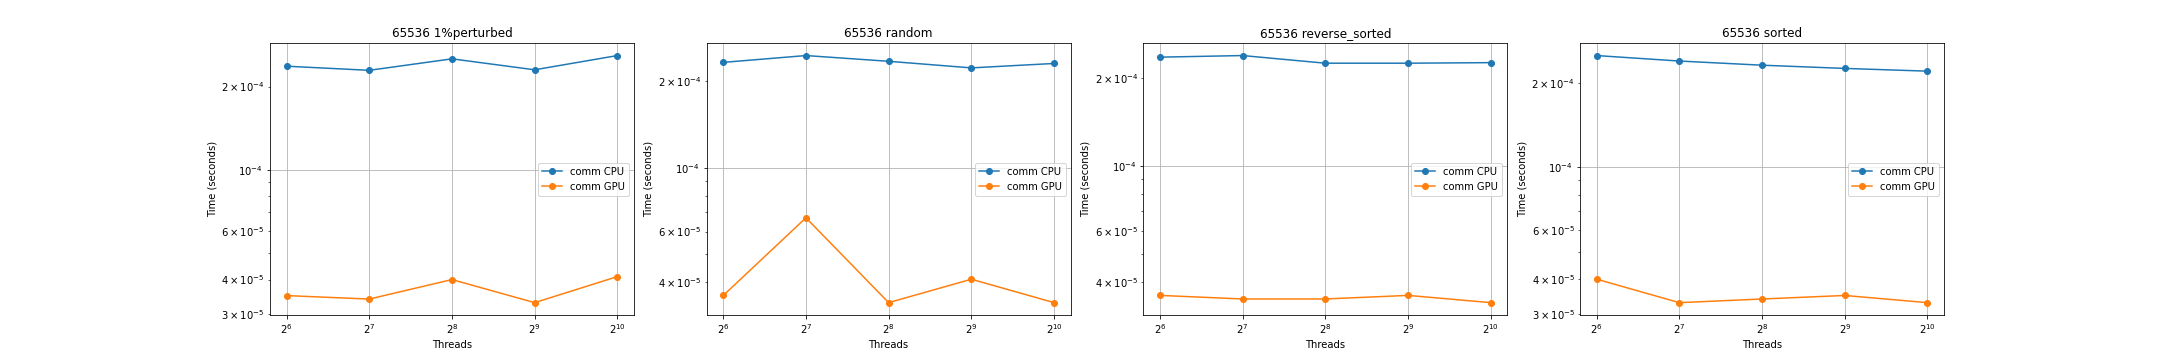 65536 1%perturbed
Time (seconds)
2 × 10⁻⁴
10⁻⁴
6 × 10⁻⁵
4 × 10⁻⁵
3 × 10⁻⁵
comm CPU
comm GPU
2⁶ 2⁷ 2⁸ 2⁹ 2¹⁰
Threads
65536 random
Time (seconds)
2 × 10⁻⁴
10⁻⁴
6 × 10⁻⁵
4 × 10⁻⁵
comm CPU
comm GPU
2⁶ 2⁷ 2⁸ 2⁹ 2¹⁰
Threads
65536 reverse_sorted
Time (seconds)
2 × 10⁻⁴
10⁻⁴
6 × 10⁻⁵
4 × 10⁻⁵
comm CPU
comm GPU
2⁶ 2⁷ 2⁸ 2⁹ 2¹⁰
Threads
65536 sorted
Time (seconds)
2 × 10⁻⁴
10⁻⁴
6 × 10⁻⁵
4 × 10⁻⁵
3 × 10⁻⁵
comm CPU
comm GPU
2⁶ 2⁷ 2⁸ 2⁹ 2¹⁰
Threads